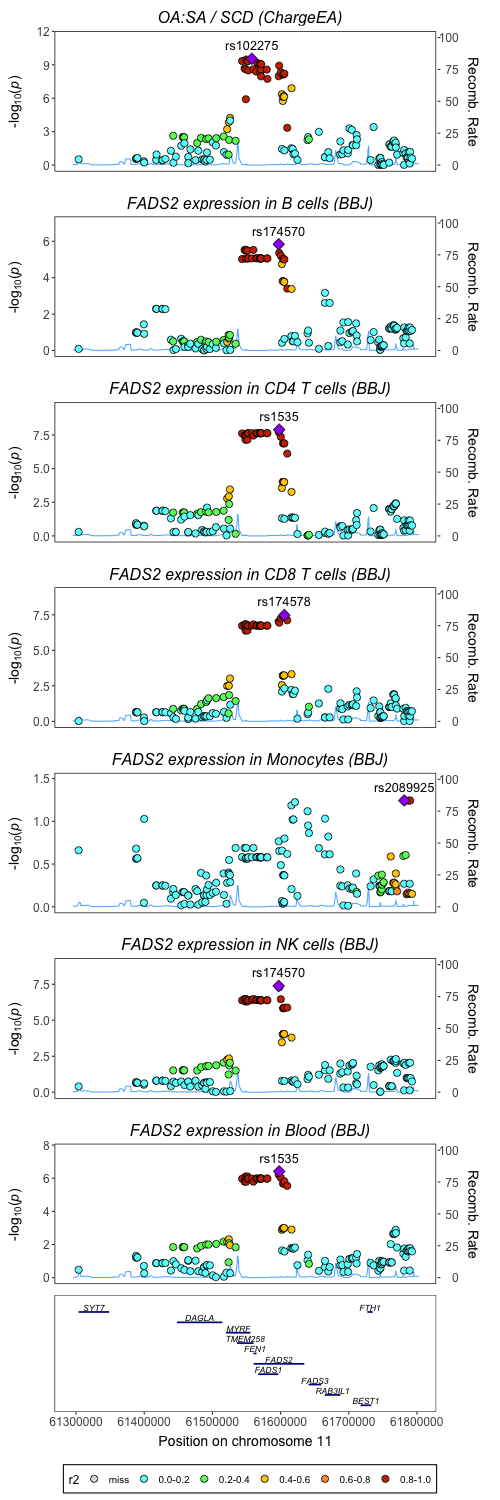 OA:SA / SCD (ChargeEA)
rs102275
12
9
6
3
0
100
75
50
25
0
-log10(p)
Recomb. Rate
FADS2 expression in B cells (BBJ)
rs174570
6
4
2
0
100
75
50
25
0
-log10(p)
Recomb. Rate
FADS2 expression in CD4 T cells (BBJ)
rs1535
7.5
5.0
2.5
0.0
100
75
50
25
0
-log10(p)
Recomb. Rate
FADS2 expression in CD8 T cells (BBJ)
rs174578
7.5
5.0
2.5
0.0
100
75
50
25
0
-log10(p)
Recomb. Rate
FADS2 expression in Monocytes (BBJ)
rs2089925
1.5
1.0
0.5
0.0
100
75
50
25
0
-log10(p)
Recomb. Rate
FADS2 expression in NK cells (BBJ)
rs174570
7.5
5.0
2.5
0.0
100
75
50
25
0
-log10(p)
Recomb. Rate
FADS2 expression in Blood (BBJ)
rs1535
8
6
4
2
0
100
75
50
25
0
-log10(p)
Recomb. Rate
SYT7 FTH1
DAGLA
MYRF
TMEM258
FEN1
FADS2
FADS1
FADS3
RAB3IL1
BEST1
61300000 61400000 61500000 61600000 61700000 61800000
Position on chromosome 11
r2 miss 0.0-0.2 0.2-0.4 0.4-0.6 0.6-0.8 0.8-1.0